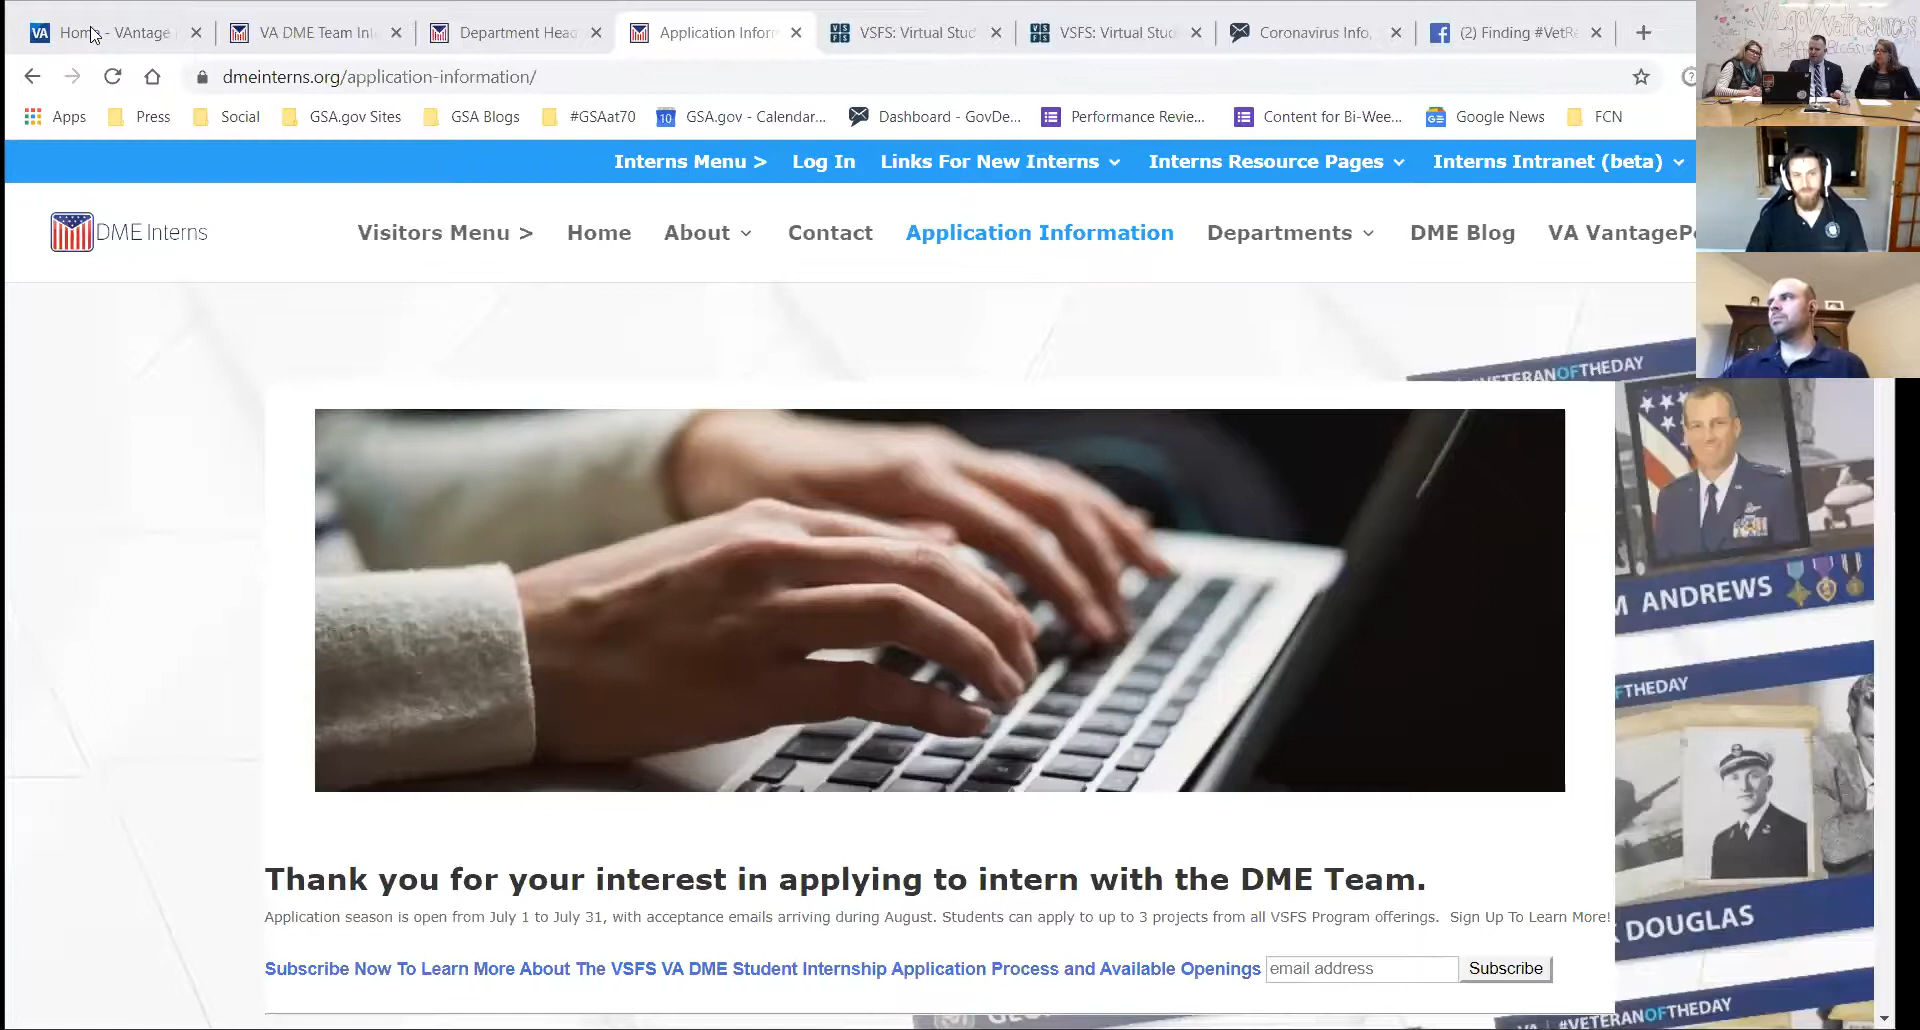 Home - VAntage
VA DME Team Int
Department Head
Application Inform
VSFS: Virtual Stud
VSFS: Virtual Stud
Coronavirus Info,
(2) Finding #VetRe
dmeinterns.org/application-information/
Apps
Press
Social
GSA.gov Sites
GSA Blogs
#GSAat70
GSA.gov - Calendar...
Dashboard - GovDe...
Performance Revie...
Content for Bi-Wee...
Google News
FCN
Interns Menu >
Log In
Links For New Interns
Interns Resource Pages
Interns Intranet (beta)
DME Interns
Visitors Menu >
Home
About
Contact
Application Information
Departments
DME Blog
VA VantageP
VETERANOFTHEDAY
M ANDREWS
OFTHEDAY
DOUGLAS
Thank you for your interest in applying to intern with the DME Team.
Application season is open from July 1 to July 31, with acceptance emails arriving during August. Students can apply to up to 3 projects from all VSFS Program offerings. Sign Up To Learn More!
Subscribe Now To Learn More About The VSFS VA DME Student Internship Application Process and Available Openings
email address
Subscribe
VA | #VETERANOFTHEDAY